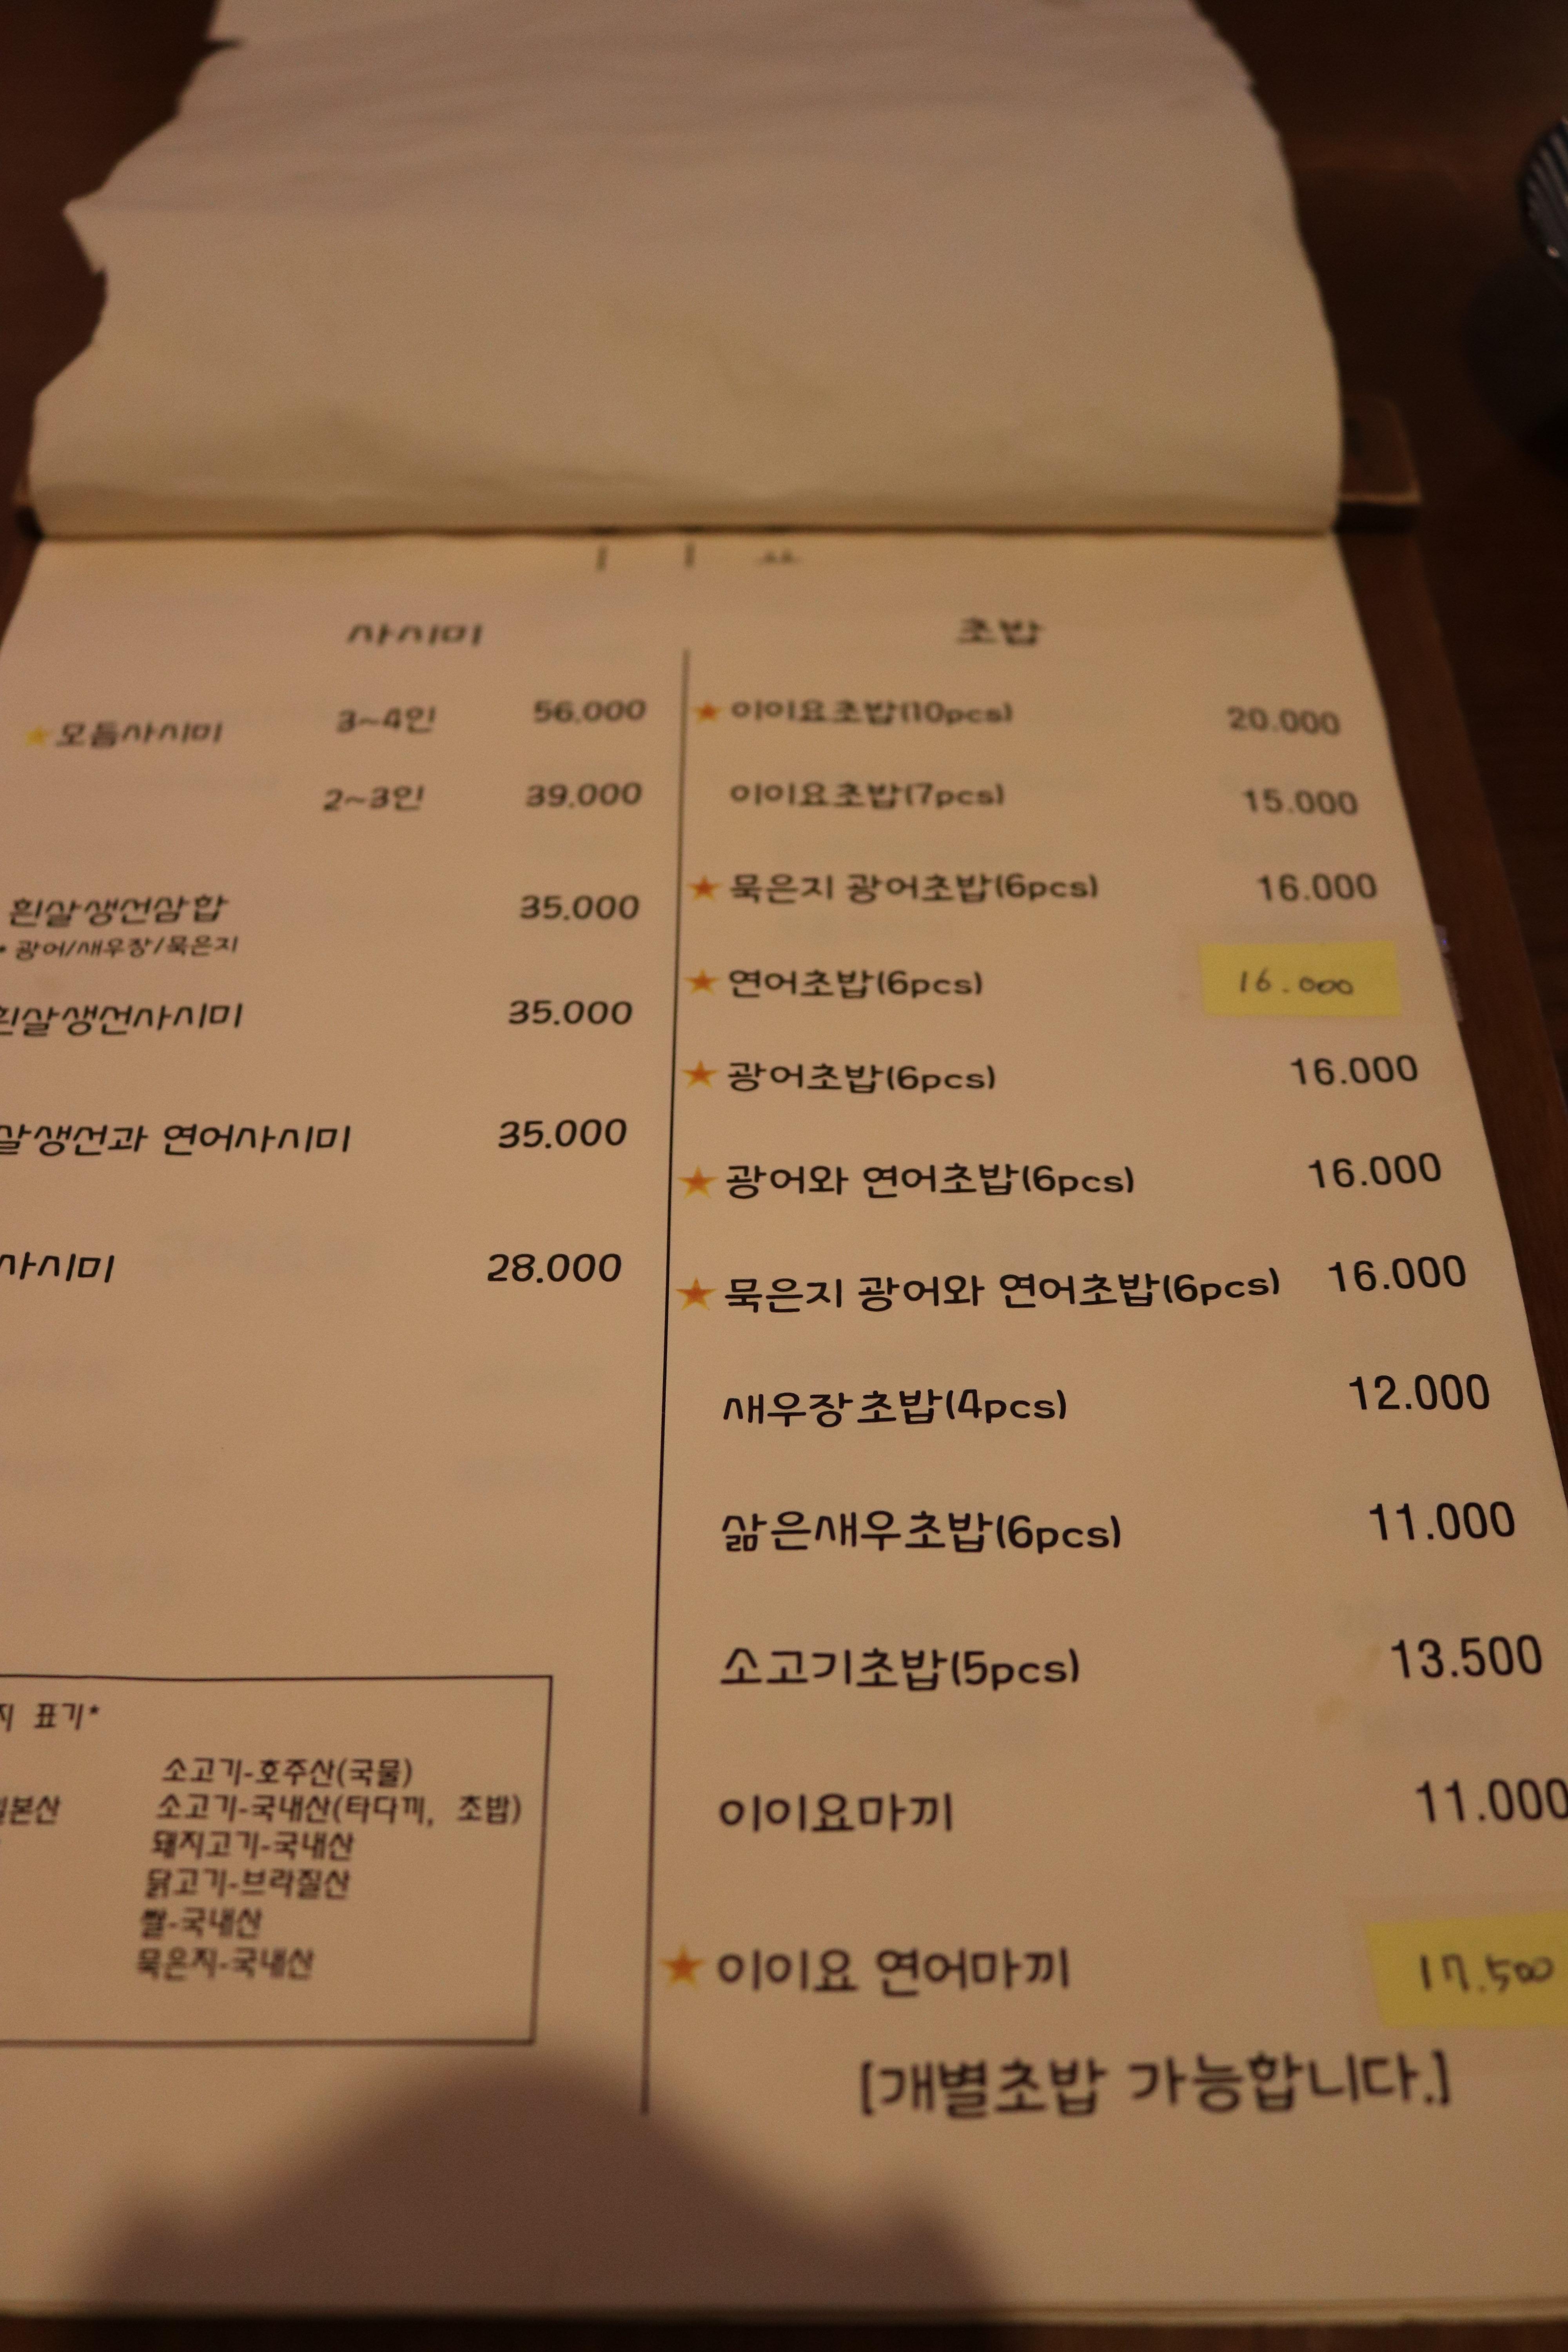 사시미
★모듬사시미 3~4인 56.000
2~3인 39.000
흰살생선삼합 35.000
* 광어/새우장/묵은지
흰살생선사시미 35.000
살생선과 연어사시미 35.000
사시미 28.000
지 표기*
일본산
소고기-호주산(국물)
소고기-국내산(타다끼, 초밥)
돼지고기-국내산
닭고기-브라질산
쌀-국내산
묵은지-국내산
초밥
★이이요초밥(10pcs) 20.000
이이요초밥(7pcs) 15.000
★묵은지 광어초밥(6pcs) 16.000
★연어초밥(6pcs) 16.000
★광어초밥(6pcs) 16.000
★광어와 연어초밥(6pcs) 16.000
★묵은지 광어와 연어초밥(6pcs) 16.000
새우장초밥(4pcs) 12.000
삶은새우초밥(6pcs) 11.000
소고기초밥(5pcs) 13.500
이이요마끼 11.000
★이이요 연어마끼 17.500
[개별초밥 가능합니다.]